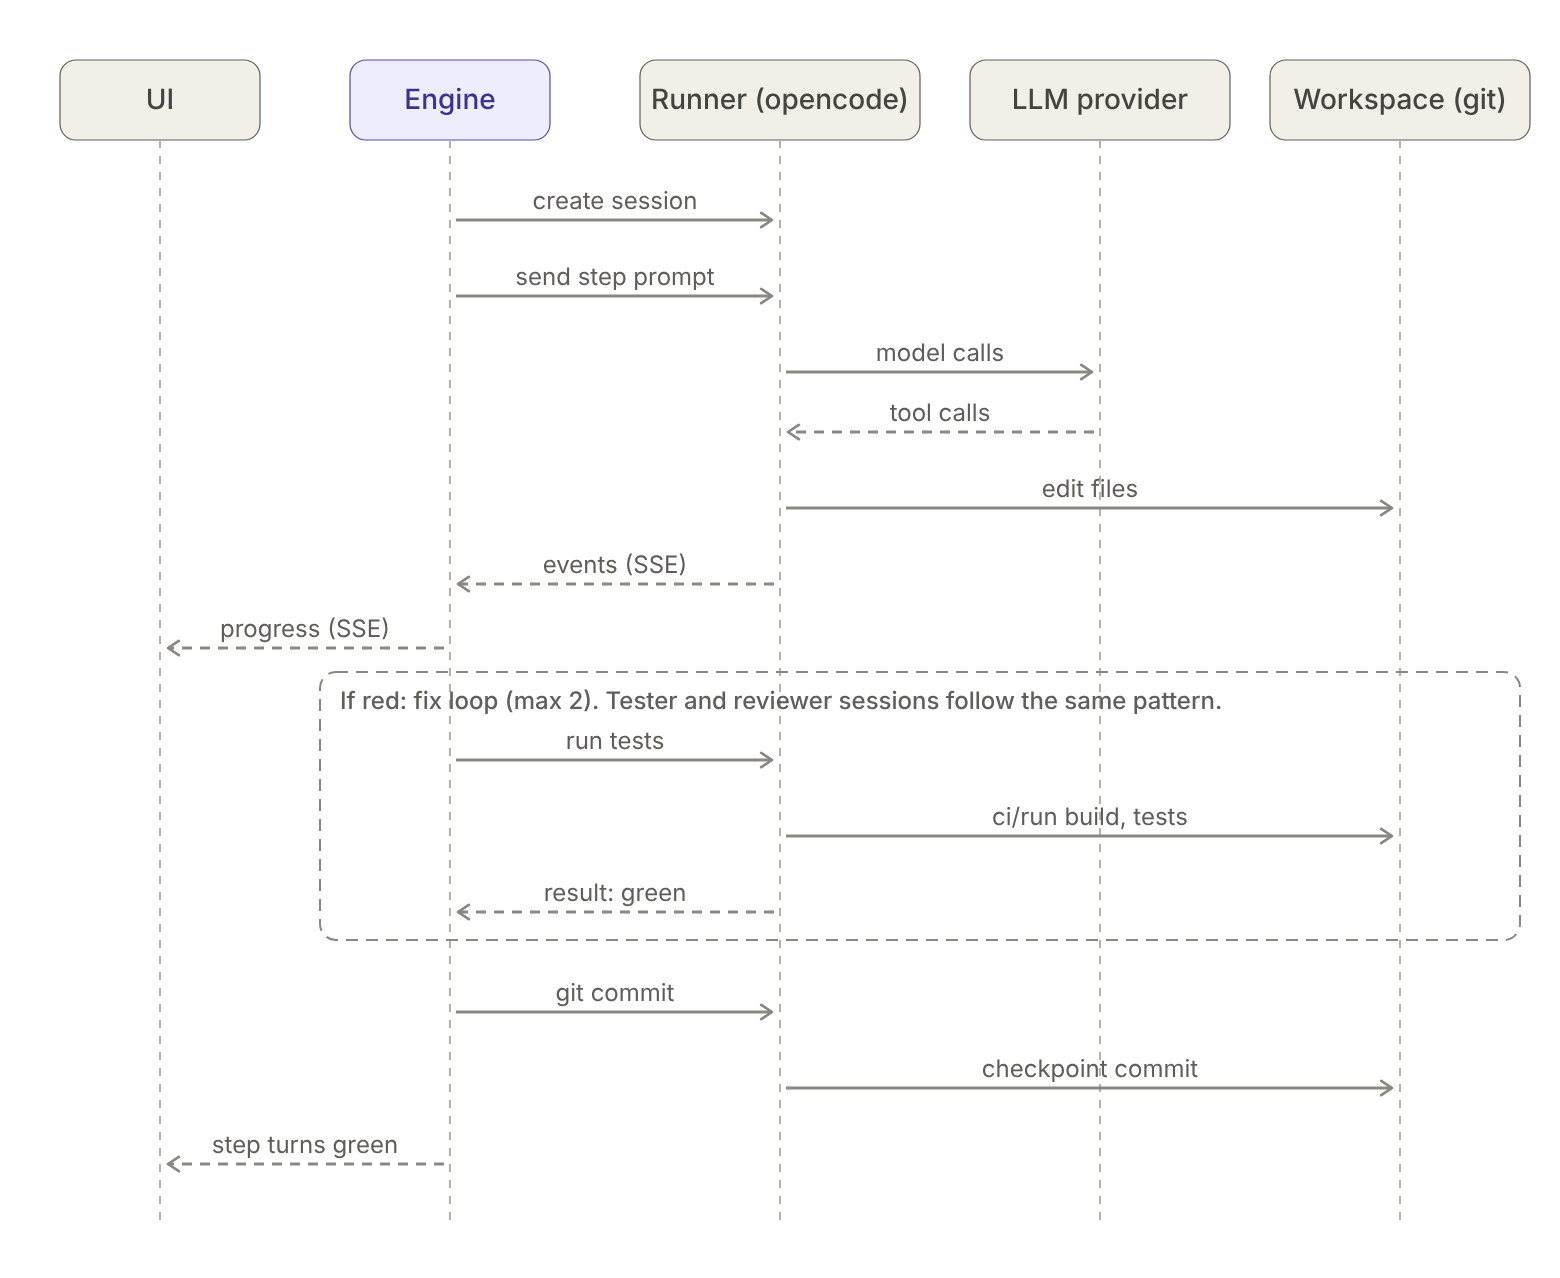 UI
Engine
Runner (opencode)
LLM provider
Workspace (git)
create session
send step prompt
model calls
tool calls
edit files
events (SSE)
progress (SSE)
If red: fix loop (max 2). Tester and reviewer sessions follow the same pattern.
run tests
ci/run build, tests
result: green
git commit
checkpoint commit
step turns green